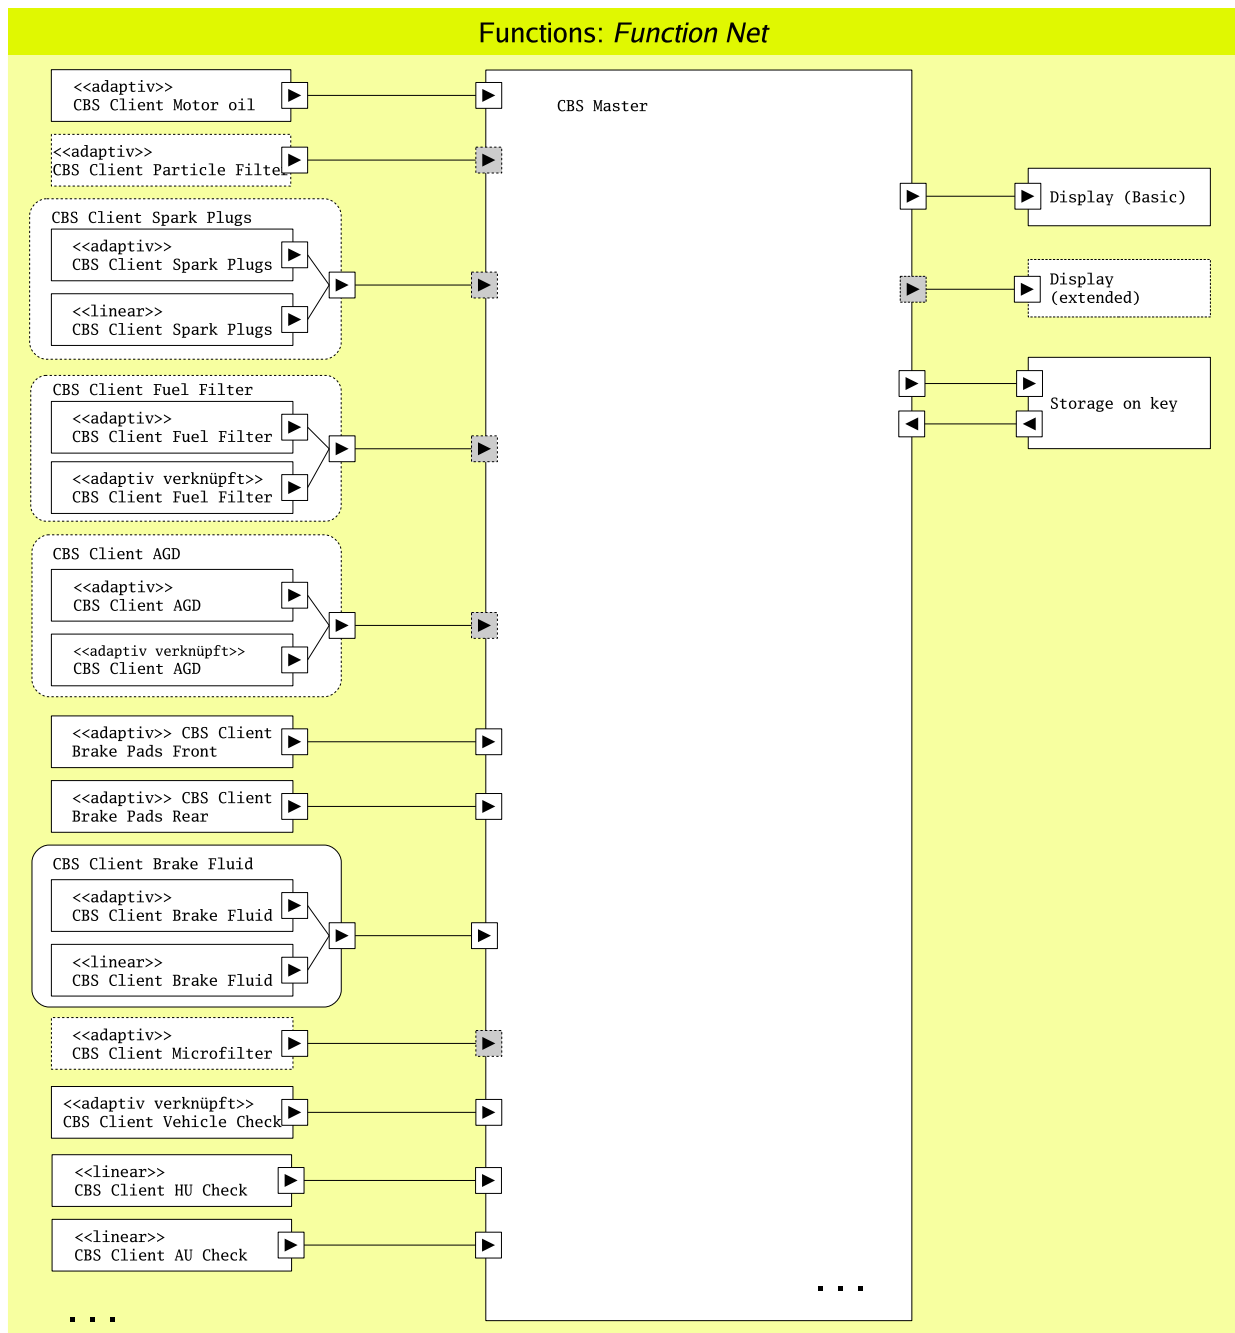 Functions: Function Net
<<adaptiv>>
CBS Client Motor oil
CBS Master
<<adaptiv>>
CBS Client Particle Filter
CBS Client Spark Plugs
<<adaptiv>>
CBS Client Spark Plugs
<<linear>>
CBS Client Spark Plugs
CBS Client Fuel Filter
<<adaptiv>>
CBS Client Fuel Filter
<<adaptiv verknüpft>>
CBS Client Fuel Filter
CBS Client AGD
<<adaptiv>>
CBS Client AGD
<<adaptiv verknüpft>>
CBS Client AGD
<<adaptiv>> CBS Client
Brake Pads Front
<<adaptiv>> CBS Client
Brake Pads Rear
CBS Client Brake Fluid
<<adaptiv>>
CBS Client Brake Fluid
<<linear>>
CBS Client Brake Fluid
<<adaptiv>>
CBS Client Microfilter
<<adaptiv verknüpft>>
CBS Client Vehicle Check
<<linear>>
CBS Client HU Check
<<linear>>
CBS Client AU Check
...
...
Display (Basic)
Display
(extended)
Storage on key